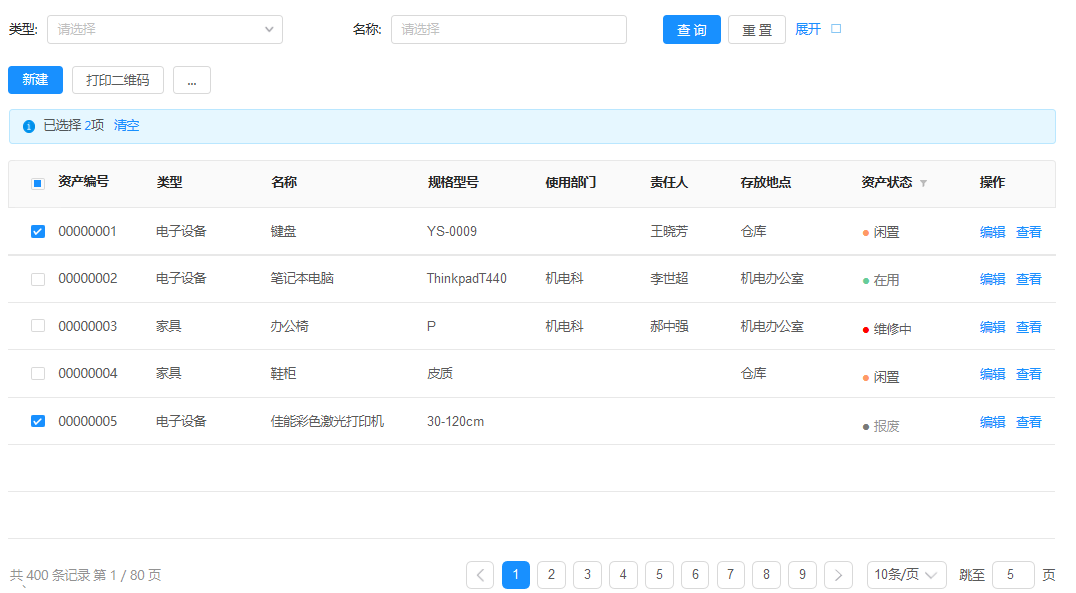 类型: 请选择 名称: 请选择 查 询 重 置 展开
新建 打印二维码 ...
已选择 2项 清空
资产编号 类型 名称 规格型号 使用部门 责任人 存放地点 资产状态 操作
00000001 电子设备 键盘 YS-0009 王晓芳 仓库 闲置 编辑 查看
00000002 电子设备 笔记本电脑 ThinkpadT440 机电科 李世超 机电办公室 在用 编辑 查看
00000003 家具 办公椅 P 机电科 郝中强 机电办公室 维修中 编辑 查看
00000004 家具 鞋柜 皮质 仓库 闲置 编辑 查看
00000005 电子设备 佳能彩色激光打印机 30-120cm 报废 编辑 查看
共 400 条记录 第 1 / 80 页 1 2 3 4 5 6 7 8 9 10条/页 跳至 5 页